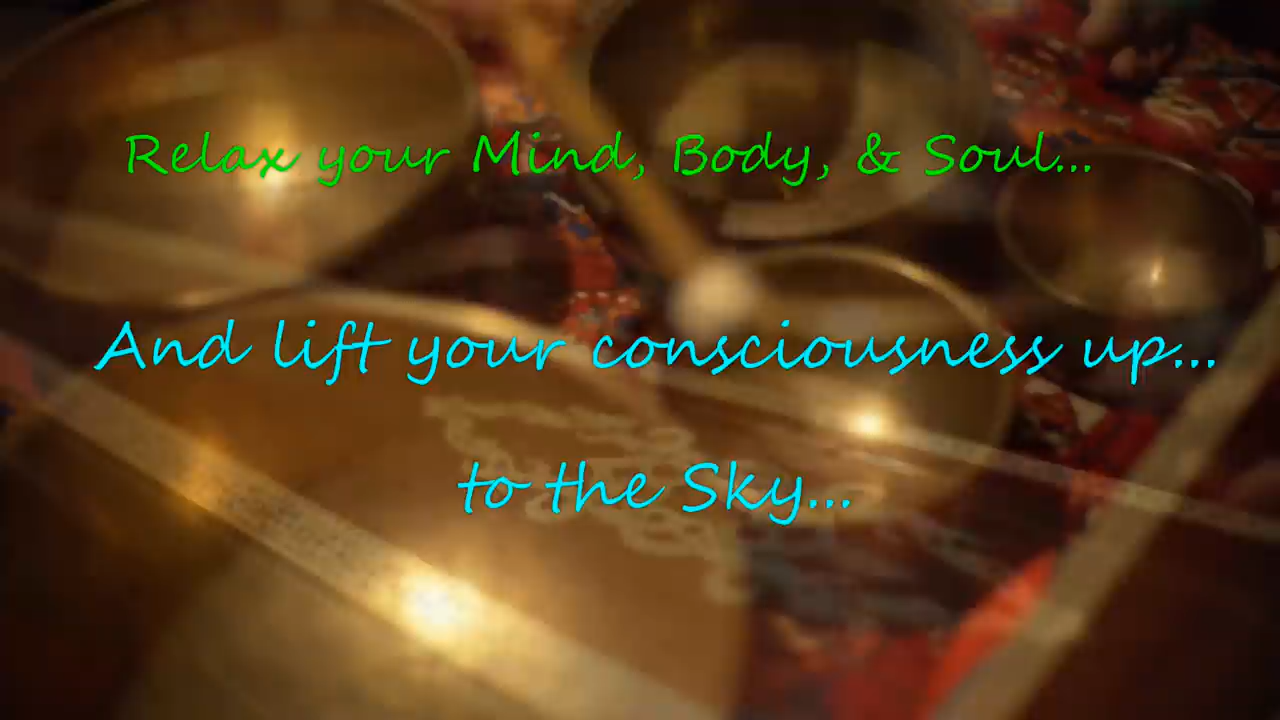 Relax your Mind, Body, & Soul...
And lift your consciousness up...
to the Sky...